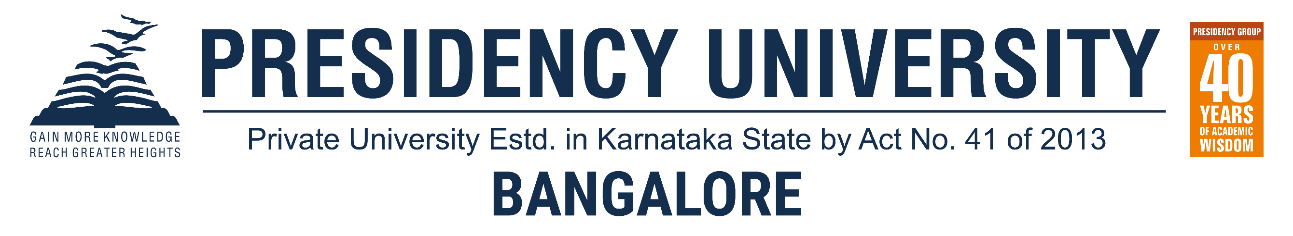 GAIN MORE KNOWLEDGE
REACH GREATER HEIGHTS
PRESIDENCY UNIVERSITY
Private University Estd. in Karnataka State by Act No. 41 of 2013
BANGALORE
PRESIDENCY GROUP
OVER
40
YEARS
OF ACADEMIC
WISDOM